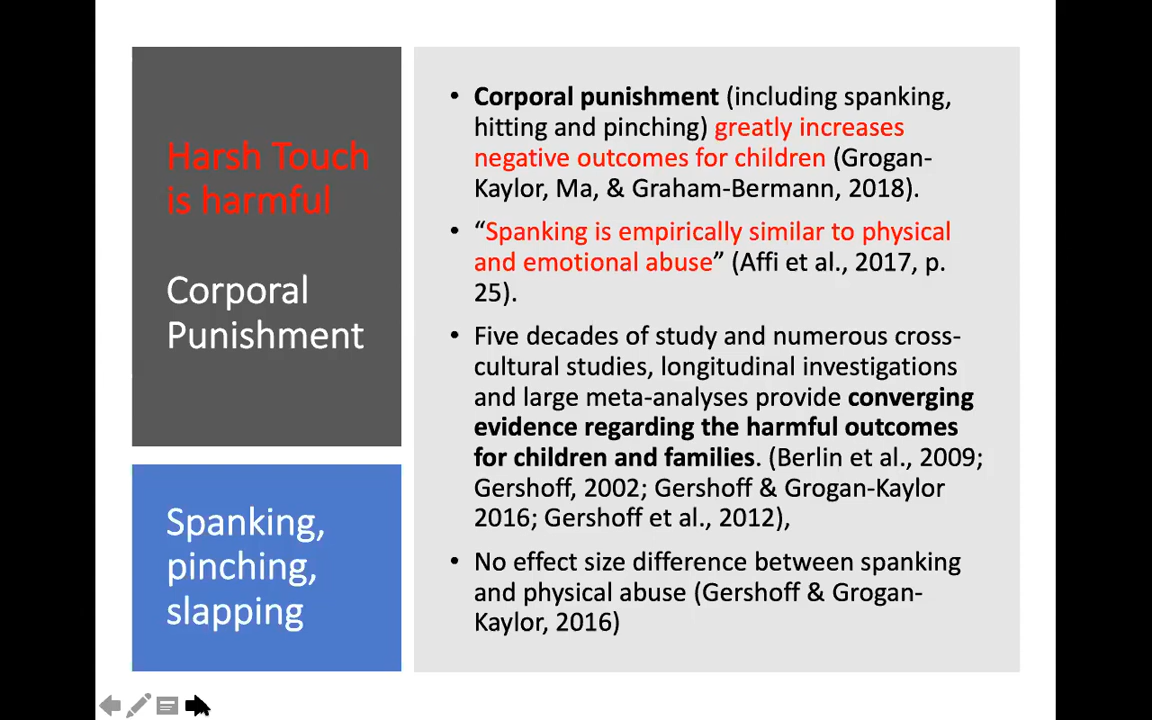 Harsh Touch
is harmful
Corporal
Punishment
Spanking,
pinching,
slapping
• Corporal punishment (including spanking,
hitting and pinching) greatly increases
negative outcomes for children (Grogan-
Kaylor, Ma, & Graham-Bermann, 2018).
• “Spanking is empirically similar to physical
and emotional abuse” (Affi et al., 2017, p.
25).
• Five decades of study and numerous cross-
cultural studies, longitudinal investigations
and large meta-analyses provide converging
evidence regarding the harmful outcomes
for children and families. (Berlin et al., 2009;
Gershoff, 2002; Gershoff & Grogan-Kaylor
2016; Gershoff et al., 2012),
• No effect size difference between spanking
and physical abuse (Gershoff & Grogan-
Kaylor, 2016)